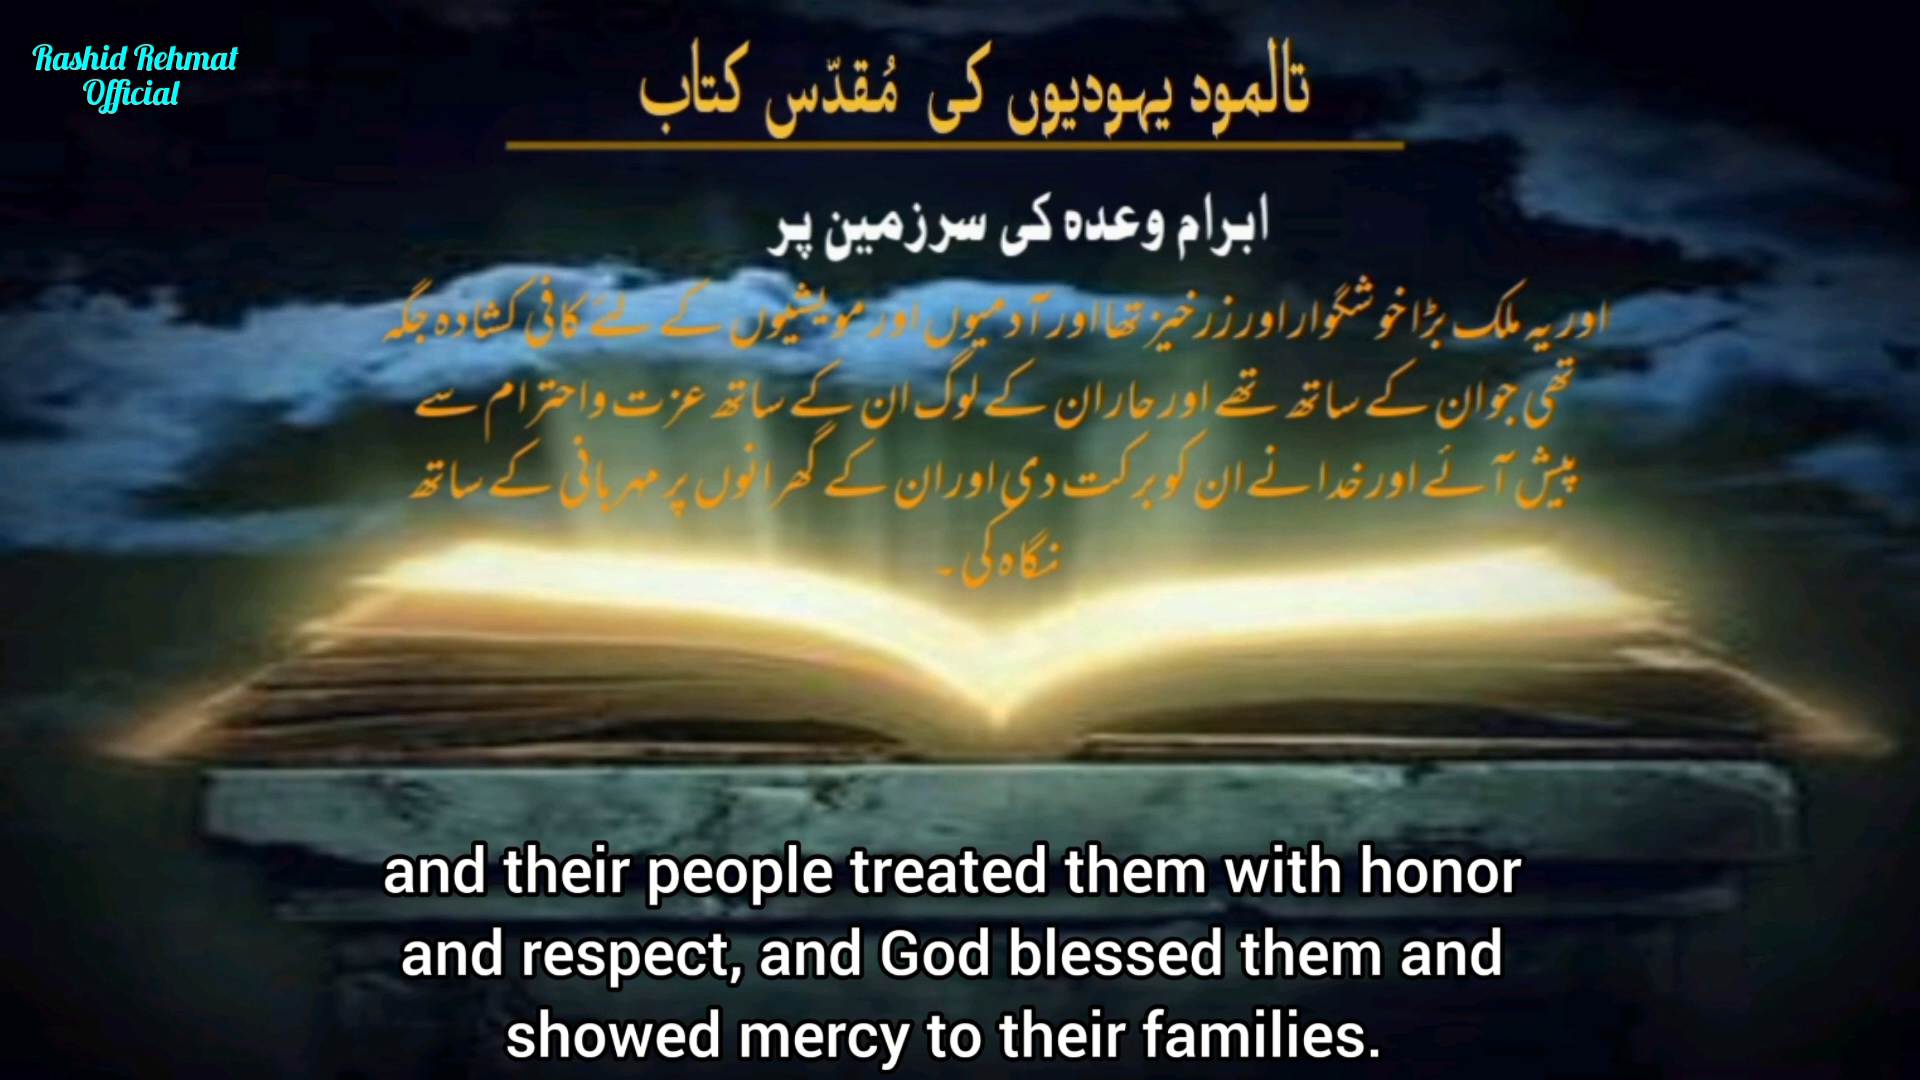 Rashid Rehmat
Official
تالمود یہودیوں کی مُقدّس کتاب
ابرام وعدہ کی سرزمین پر
اور یہ ملک بڑا خوشگوار اور زرخیز تھا اور آدمیوں اور مویشیوں کے لئے کافی کشادہ جگہ
تھی جو ان کے ساتھ تھے اور حاران کے لوگ ان کے ساتھ عزت و احترام سے
پیش آئے اور خدا نے ان کو برکت دی اور ان کے گھرانوں پر مہربانی کے ساتھ
نگاہ کی۔
and their people treated them with honor
and respect, and God blessed them and
showed mercy to their families.